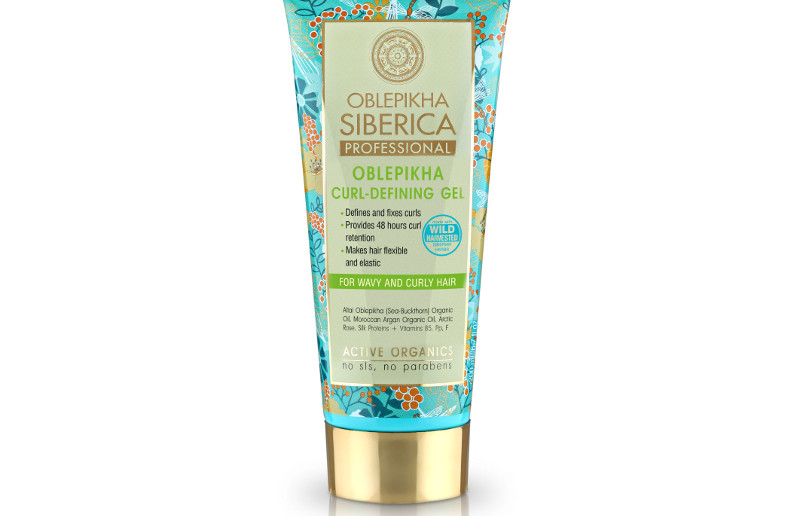 OBLEPIKHA
SIBERICA
PROFESSIONAL
OBLEPIKHA
CURL-DEFINING GEL
• Defines and fixes curls
• Provides 48 hours curl
retention
• Makes hair flexible
and elastic
WILD
HARVESTED
FOR WAVY AND CURLY HAIR
Altai Oblepikha (Sea-Buckthorn) Organic
Oil, Moroccan Argan Organic Oil, Arctic
Rose, Silk Proteins + Vitamins B5, Pp, F
ACTIVE ORGANICS
no sls, no parabens